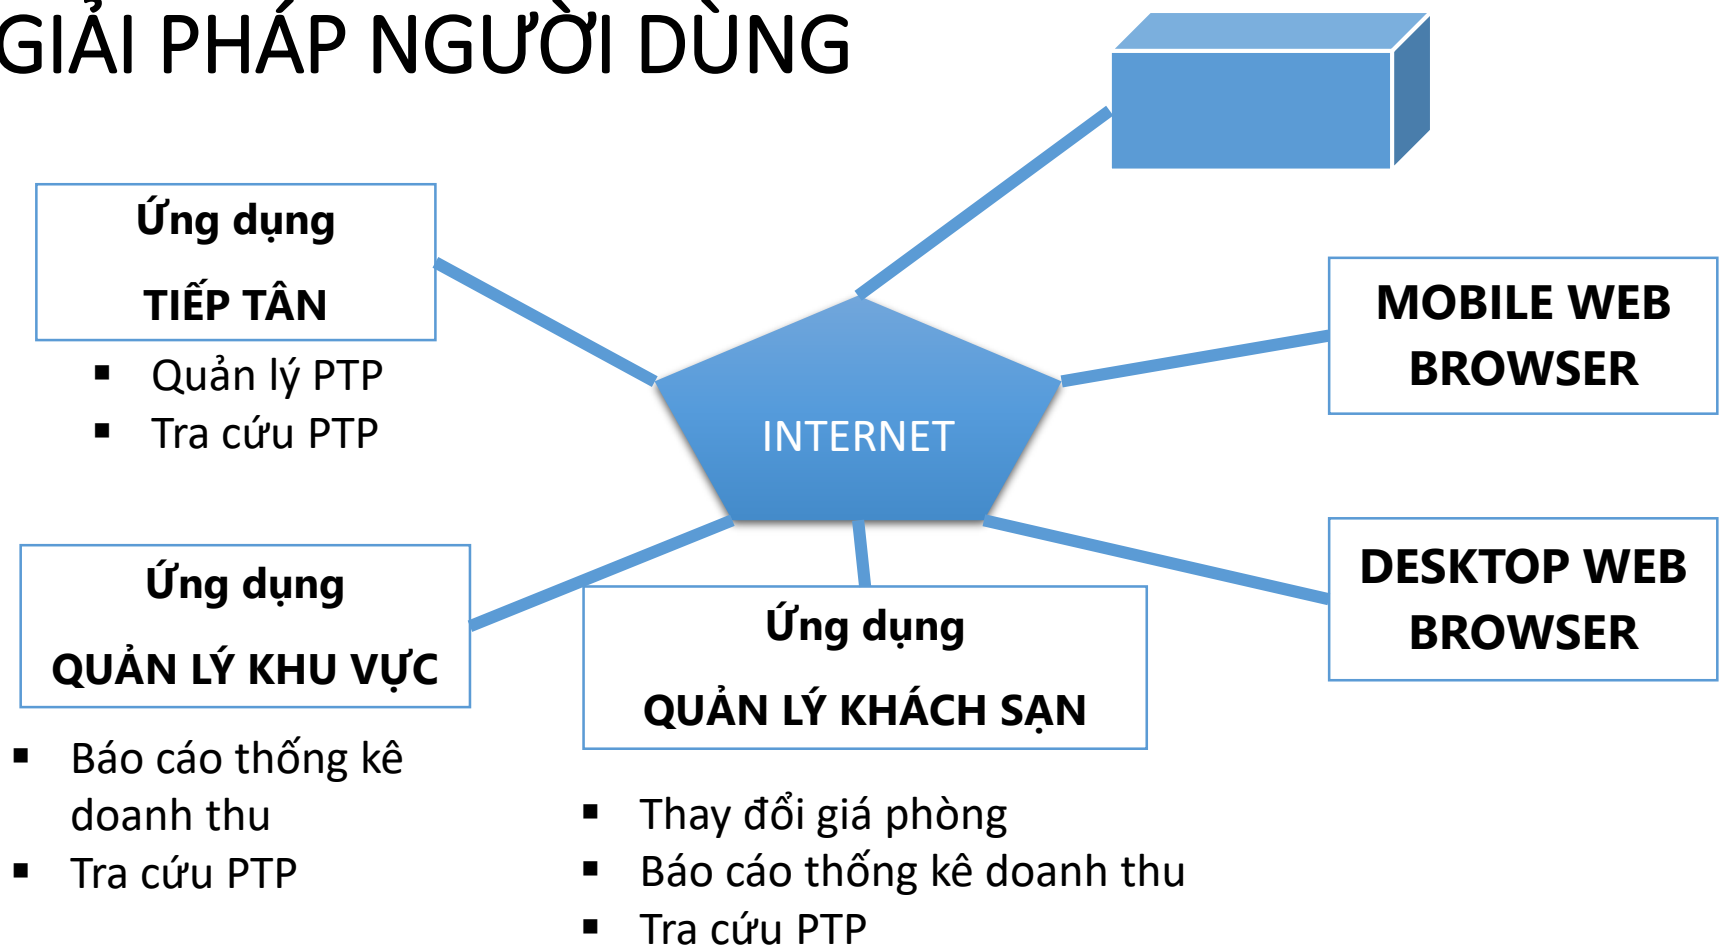 GIẢI PHÁP NGƯỜI DÙNG
Ứng dụng
TIẾP TÂN
▪ Quản lý PTP
▪ Tra cứu PTP
INTERNET
MOBILE WEB
BROWSER
DESKTOP WEB
BROWSER
Ứng dụng
QUẢN LÝ KHU VỰC
▪ Báo cáo thống kê
doanh thu
▪ Tra cứu PTP
Ứng dụng
QUẢN LÝ KHÁCH SẠN
▪ Thay đổi giá phòng
▪ Báo cáo thống kê doanh thu
▪ Tra cứu PTP